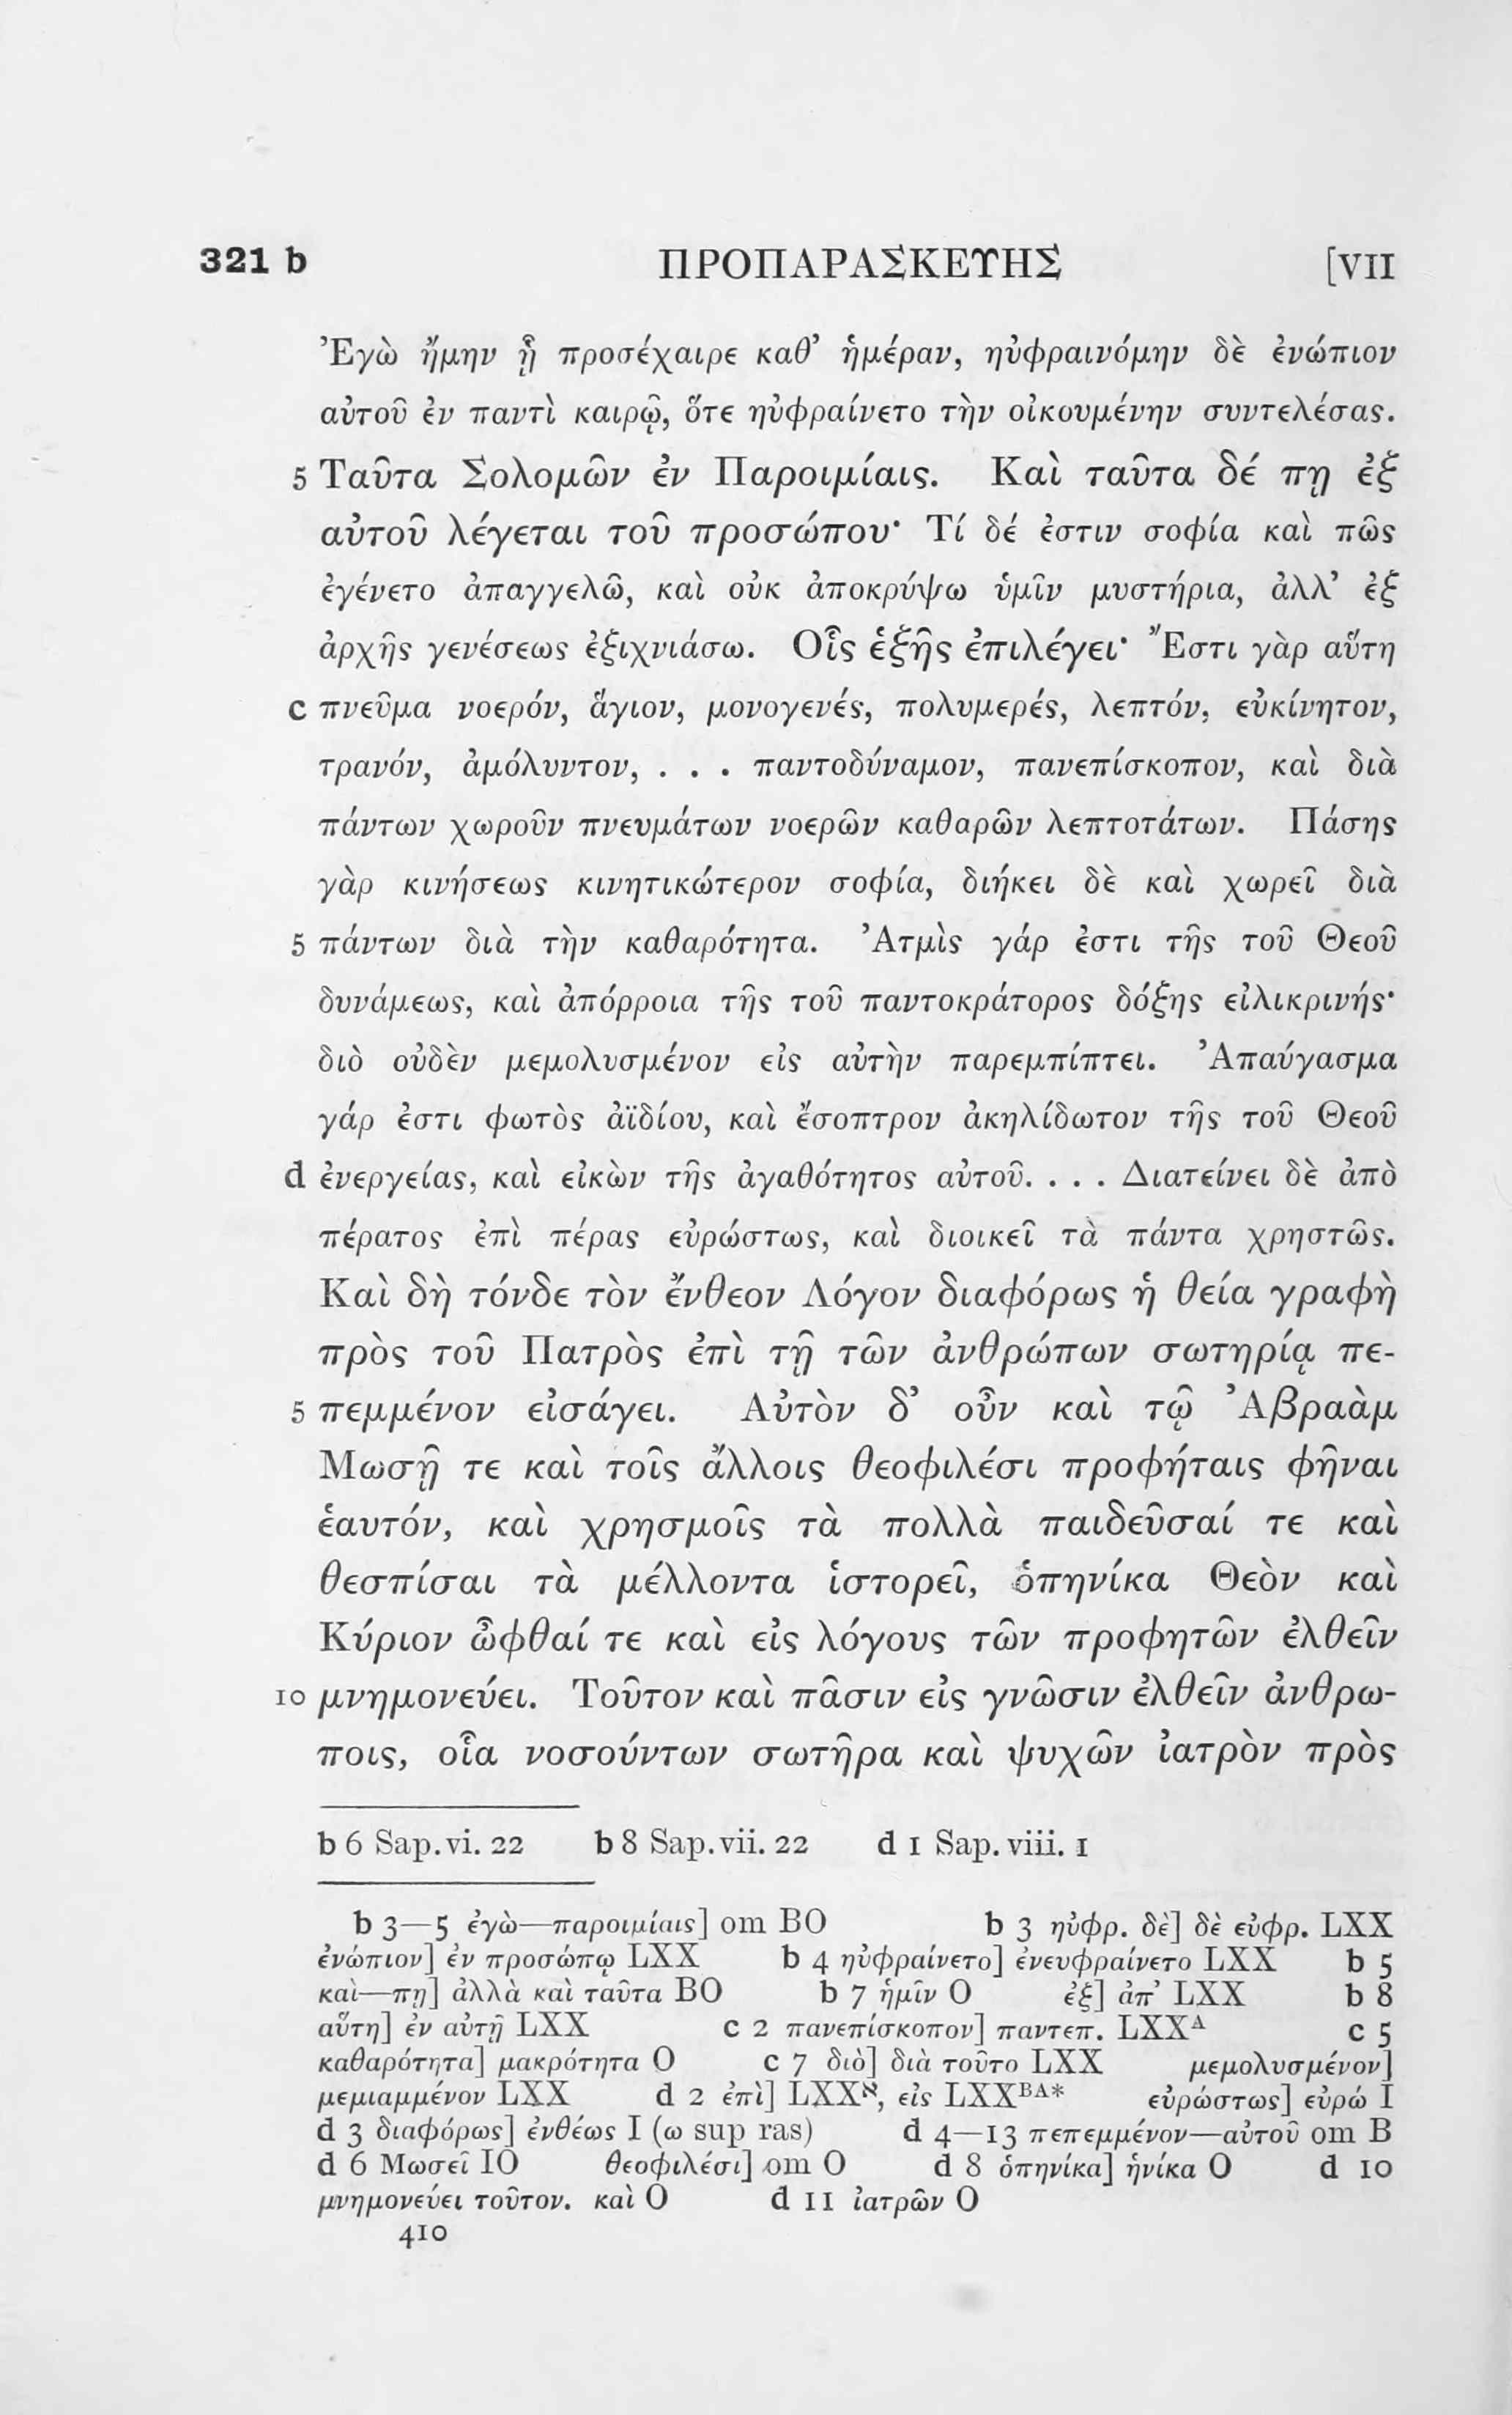 321 b ΠΡΟΠΑΡΑΣΚΕΥΗΣ [VII
Ἐγὼ ἤμην ᾗ προσέχαιρε καθ’ ἡμέραν, ηὐφραινόμην δὲ ἐνώπιον
αὐτοῦ ἐν παντὶ καιρῷ, ὅτε ηὐφραίνετο τὴν οἰκουμένην συντελέσας.
5 Ταῦτα Σολομῶν ἐν Παροιμίαις. Καὶ ταῦτα δέ πη ἐξ
αὐτοῦ λέγεται τοῦ προσώπου· Τί δέ ἐστιν σοφία καὶ πῶς
ἐγένετο ἀπαγγελῶ, καὶ οὐκ ἀποκρύψω ὑμῖν μυστήρια, ἀλλ’ ἐξ
ἀρχῆς γενέσεως ἐξιχνιάσω. Οἷς ἑξῆς ἐπιλέγει· Ἔστι γὰρ αὕτη
c πνεῦμα νοερόν, ἅγιον, μονογενές, πολυμερές, λεπτόν, εὐκίνητον,
τρανόν, ἀμόλυντον, . . . παντοδύναμον, πανεπίσκοπον, καὶ διὰ
πάντων χωροῦν πνευμάτων νοερῶν καθαρῶν λεπτοτάτων. Πάσης
γὰρ κινήσεως κινητικώτερον σοφία, διήκει δὲ καὶ χωρεῖ διὰ
5 πάντων διὰ τὴν καθαρότητα. Ἀτμὶς γάρ ἐστι τῆς τοῦ Θεοῦ
δυνάμεως, καὶ ἀπόρροια τῆς τοῦ παντοκράτορος δόξης εἰλικρινής·
διὸ οὐδὲν μεμολυσμένον εἰς αὐτὴν παρεμπίπτει. Ἀπαύγασμα
γάρ ἐστι φωτὸς ἀϊδίου, καὶ ἔσοπτρον ἀκηλίδωτον τῆς τοῦ Θεοῦ
d ἐνεργείας, καὶ εἰκὼν τῆς ἀγαθότητος αὐτοῦ. . . . Διατείνει δὲ ἀπὸ
πέρατος ἐπὶ πέρας εὐρώστως, καὶ διοικεῖ τὰ πάντα χρηστῶς.
Καὶ δὴ τόνδε τὸν ἔνθεον Λόγον διαφόρως ἡ θεία γραφὴ
πρὸς τοῦ Πατρὸς ἐπὶ τῇ τῶν ἀνθρώπων σωτηρίᾳ πε-
5 πεμμένον εἰσάγει. Αὐτὸν δ’ οὖν καὶ τῷ Ἀβραὰμ
Μωσῇ τε καὶ τοῖς ἄλλοις θεοφιλέσι προφήταις φῆναι
ἑαυτόν, καὶ χρησμοῖς τὰ πολλὰ παιδεῦσαί τε καὶ
θεσπίσαι τὰ μέλλοντα ἱστορεῖ, ὁπηνίκα Θεὸν καὶ
Κύριον ὦφθαί τε καὶ εἰς λόγους τῶν προφητῶν ἐλθεῖν
10 μνημονεύει. Τοῦτον καὶ πᾶσιν εἰς γνῶσιν ἐλθεῖν ἀνθρω-
ποις, οἷα νοσούντων σωτῆρα καὶ ψυχῶν ἰατρὸν πρὸς
b 6 Sap. vi. 22 b 8 Sap. vii. 22 d 1 Sap. viii. 1
b 3—5 ἐγὼ—παροιμίαις] om BO b 3 ηὐφρ. δὲ] δὲ εὐφρ. LXX
ἐνώπιον] ἐν προσώπῳ LXX b 4 ηὐφραίνετο] ἐνευφραίνετο LXX b 5
καὶ—πη] ἀλλὰ καὶ ταῦτα BO b 7 ἡμῖν O ἐξ] ἀπ’ LXX b 8
αὕτη] ἐν αὐτῇ LXX c 2 πανεπίσκοπον] παντεπ. LXXᴬ c 5
καθαρότητα] μακρότητα O c 7 διὸ] διὰ τοῦτο LXX μεμολυσμένον]
μεμιαμμένον LXX d 2 ἐπὶ] LXXא, εἰς LXXᴮᴬ* εὐρώστως] εὐρώ I
d 3 διαφόρως] ἐνθέως I (ω sup ras) d 4—13 πεπεμμένον—αὐτοῦ om B
d 6 Μωσεῖ IO θεοφιλέσι] om O d 8 ὁπηνίκα] ἡνίκα O d 10
μνημονεύει τοῦτον. καὶ O d 11 ἰατρῶν O
410